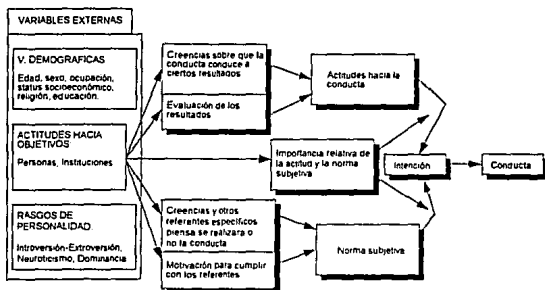 VARIABLES EXTERNAS
V. DEMOGRAFICAS
Edad, sexo, ocupación,
status socioeconómico,
religión, educación.
ACTITUDES HACIA
OBJETIVOS:
Personas, Instituciones
RASGOS DE
PERSONALIDAD:
Introversión-Extroversión,
Neuroticismo, Dominancia
Creencias sobre que la
conducta conduce a
ciertos resultados
Evaluación de los
resultados
Creencias y otros
referentes específicos
piensa se realizara o
no la conducta
Motivación para cumplir
con los referentes
Actitudes hacia la
conducta
Importancia relativa de
la actitud y la norma
subjetiva
Norma subjetiva
Intención
Conducta